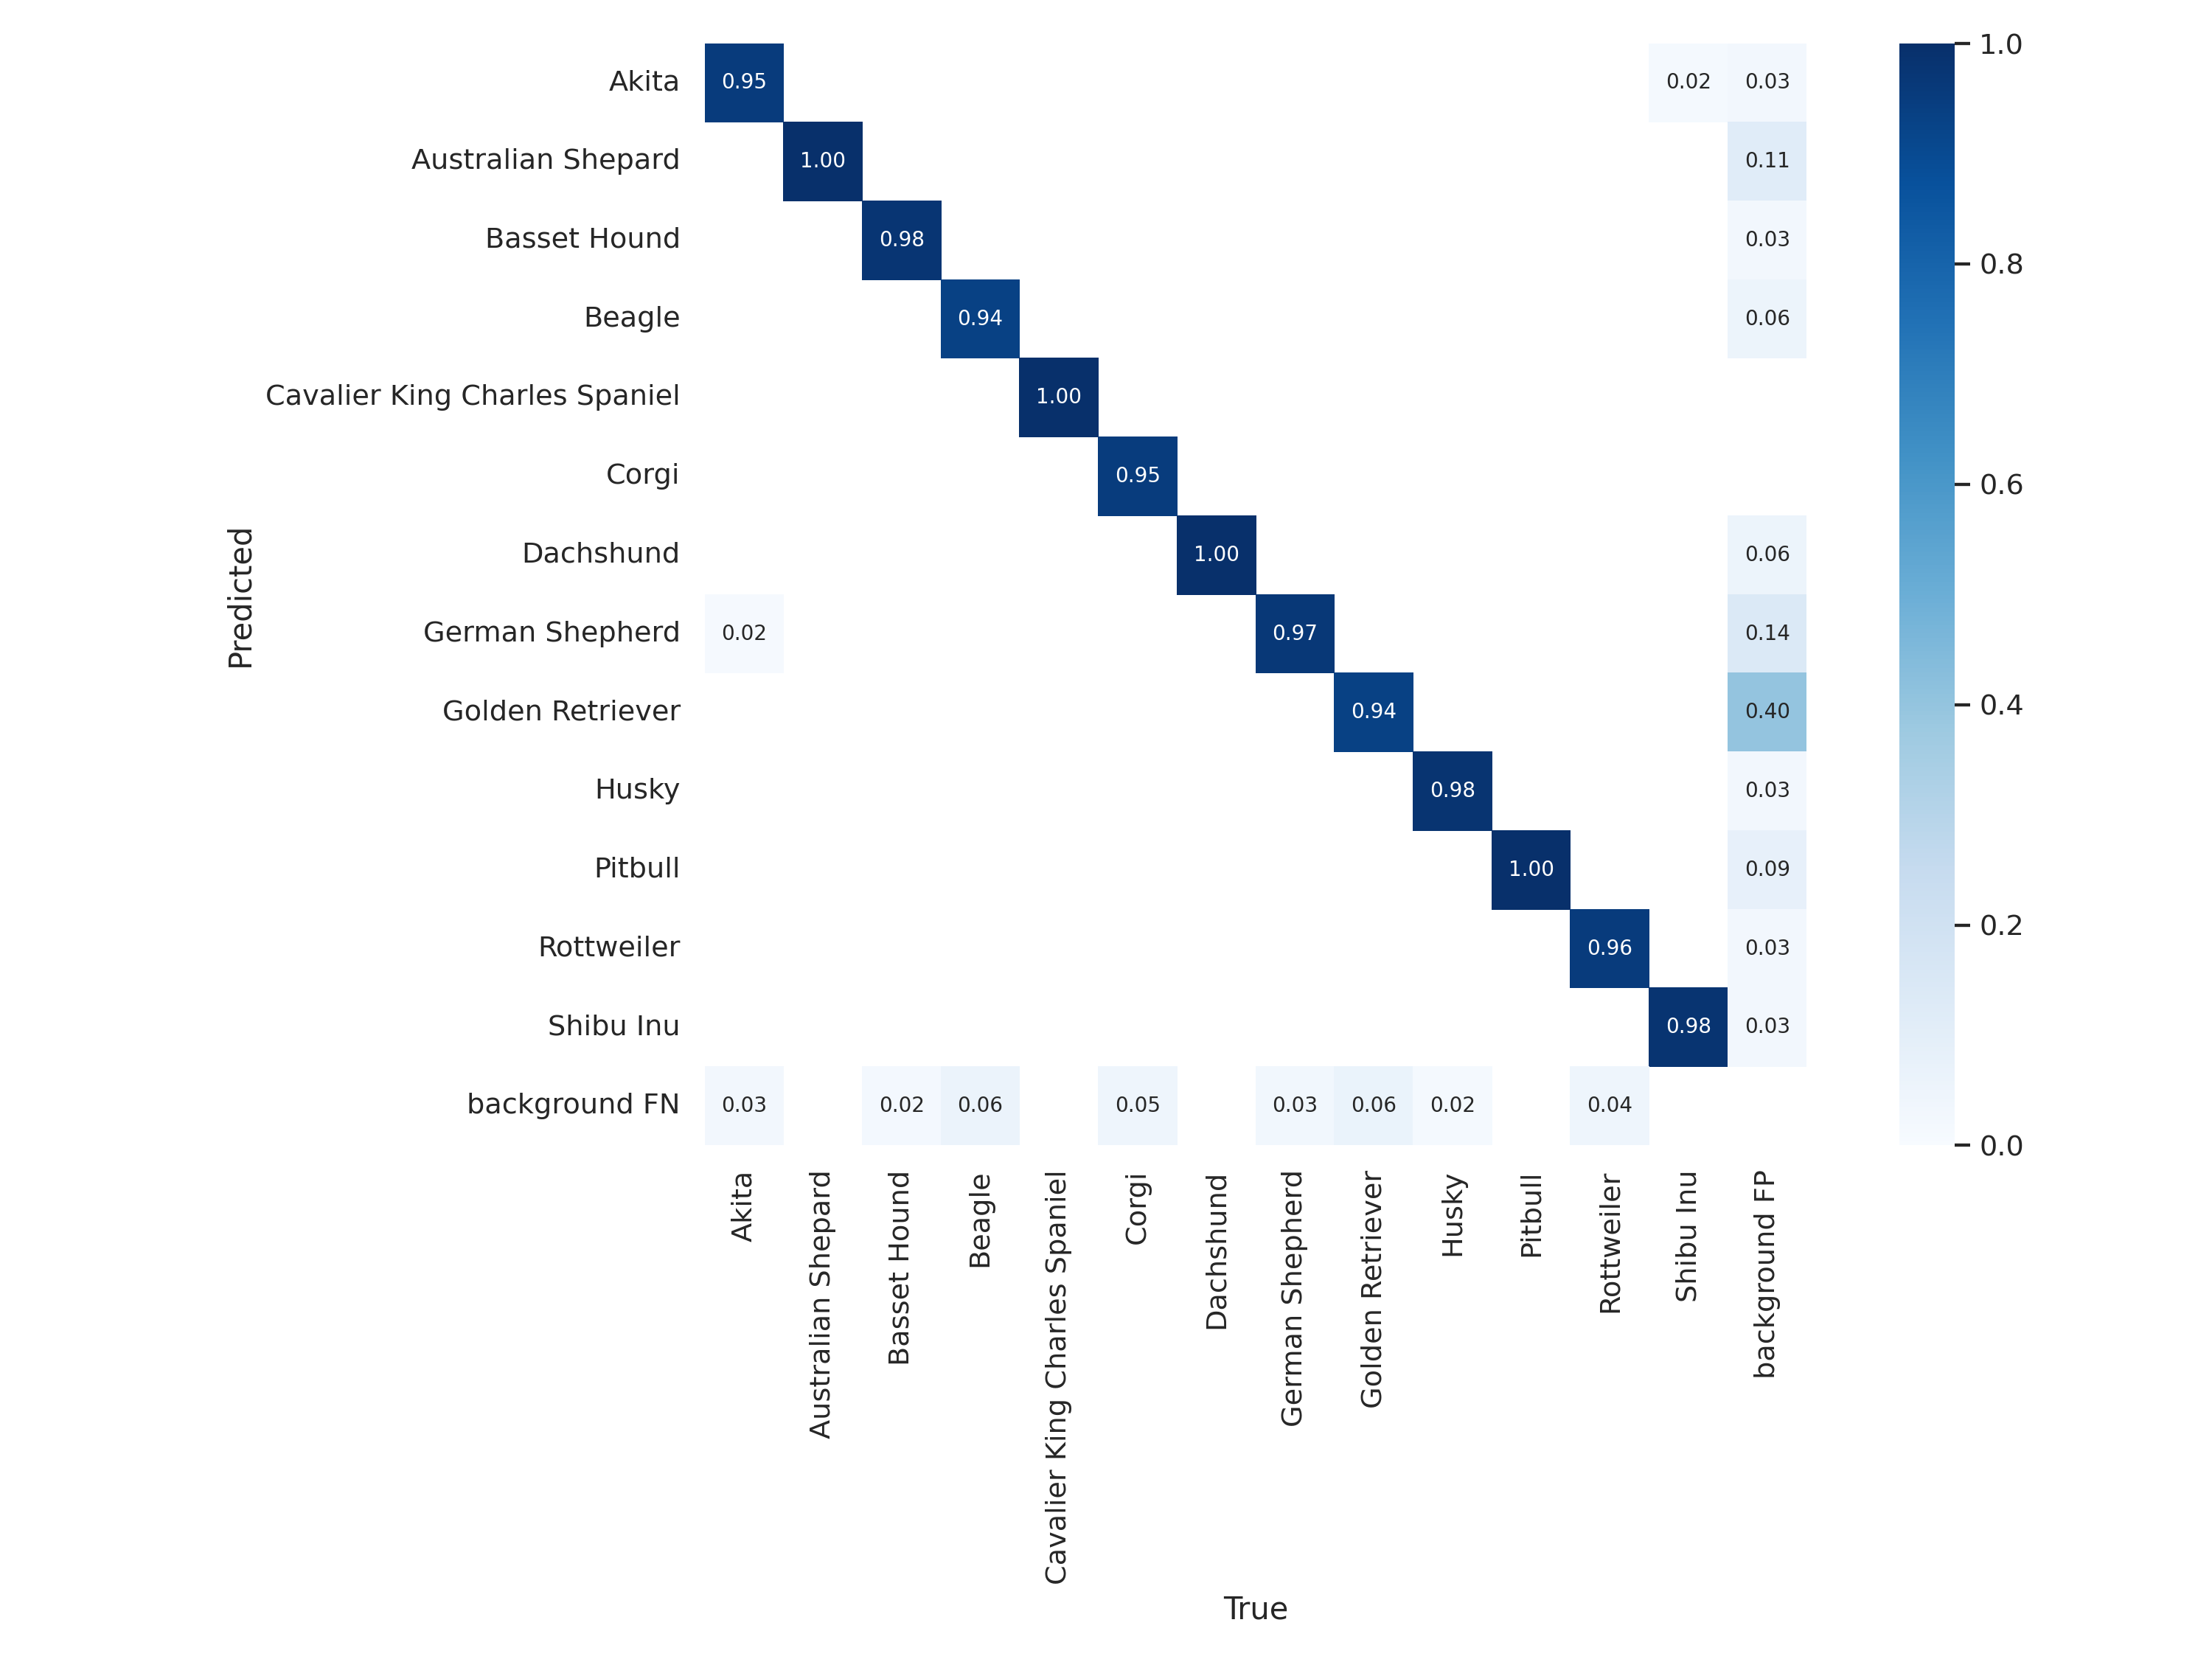 Akita 0.95 0.02 0.03
Australian Shepard 1.00 0.11
Basset Hound 0.98 0.03
Beagle 0.94 0.06
Cavalier King Charles Spaniel 1.00
Corgi 0.95
Dachshund 1.00 0.06
German Shepherd 0.02 0.97 0.14
Golden Retriever 0.94 0.40
Husky 0.98 0.03
Pitbull 1.00 0.09
Rottweiler 0.96 0.03
Shibu Inu 0.98 0.03
background FN 0.03 0.02 0.06 0.05 0.03 0.06 0.02 0.04
Predicted
Akita
Australian Shepard
Basset Hound
Beagle
Cavalier King Charles Spaniel
Corgi
Dachshund
German Shepherd
Golden Retriever
Husky
Pitbull
Rottweiler
Shibu Inu
background FP
True
1.0
0.8
0.6
0.4
0.2
0.0